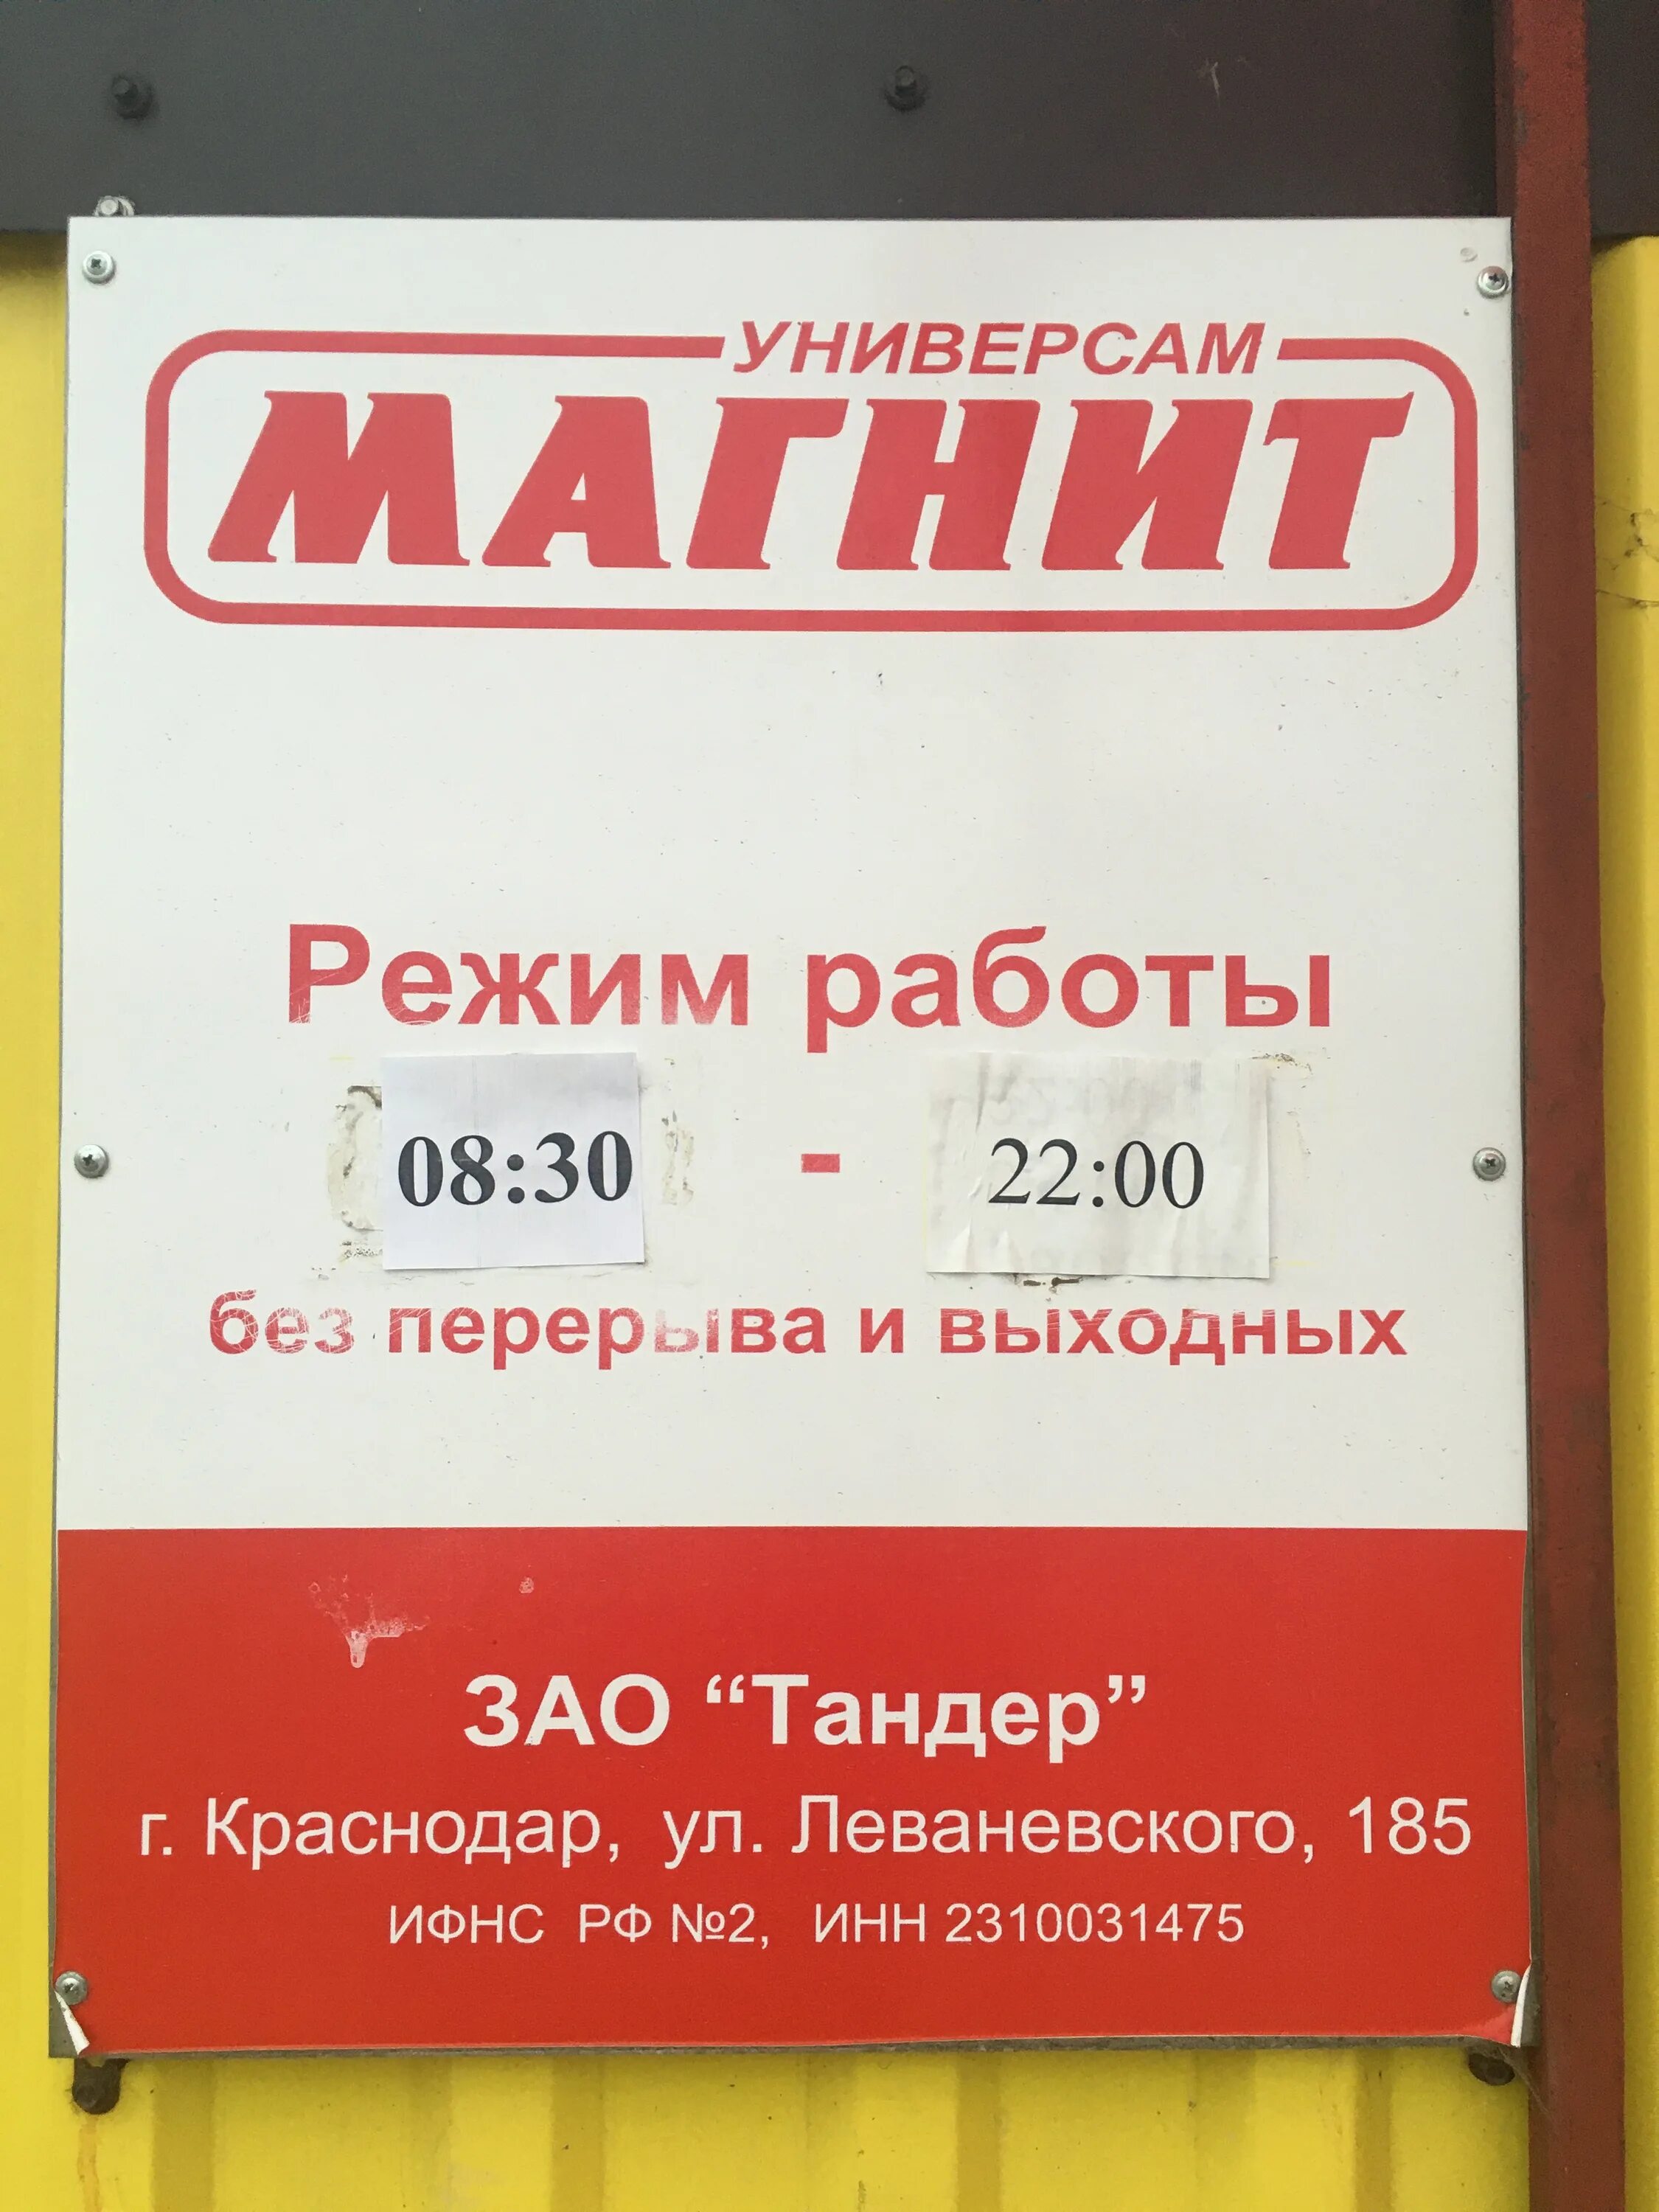 УНИВЕРСАМ
МАГНИТ
Режим работы
08:30 - 22:00
без перерыва и выходных
ЗАО “Тандер”
г. Краснодар, ул. Леваневского, 185
ИФНС РФ №2, ИНН 2310031475